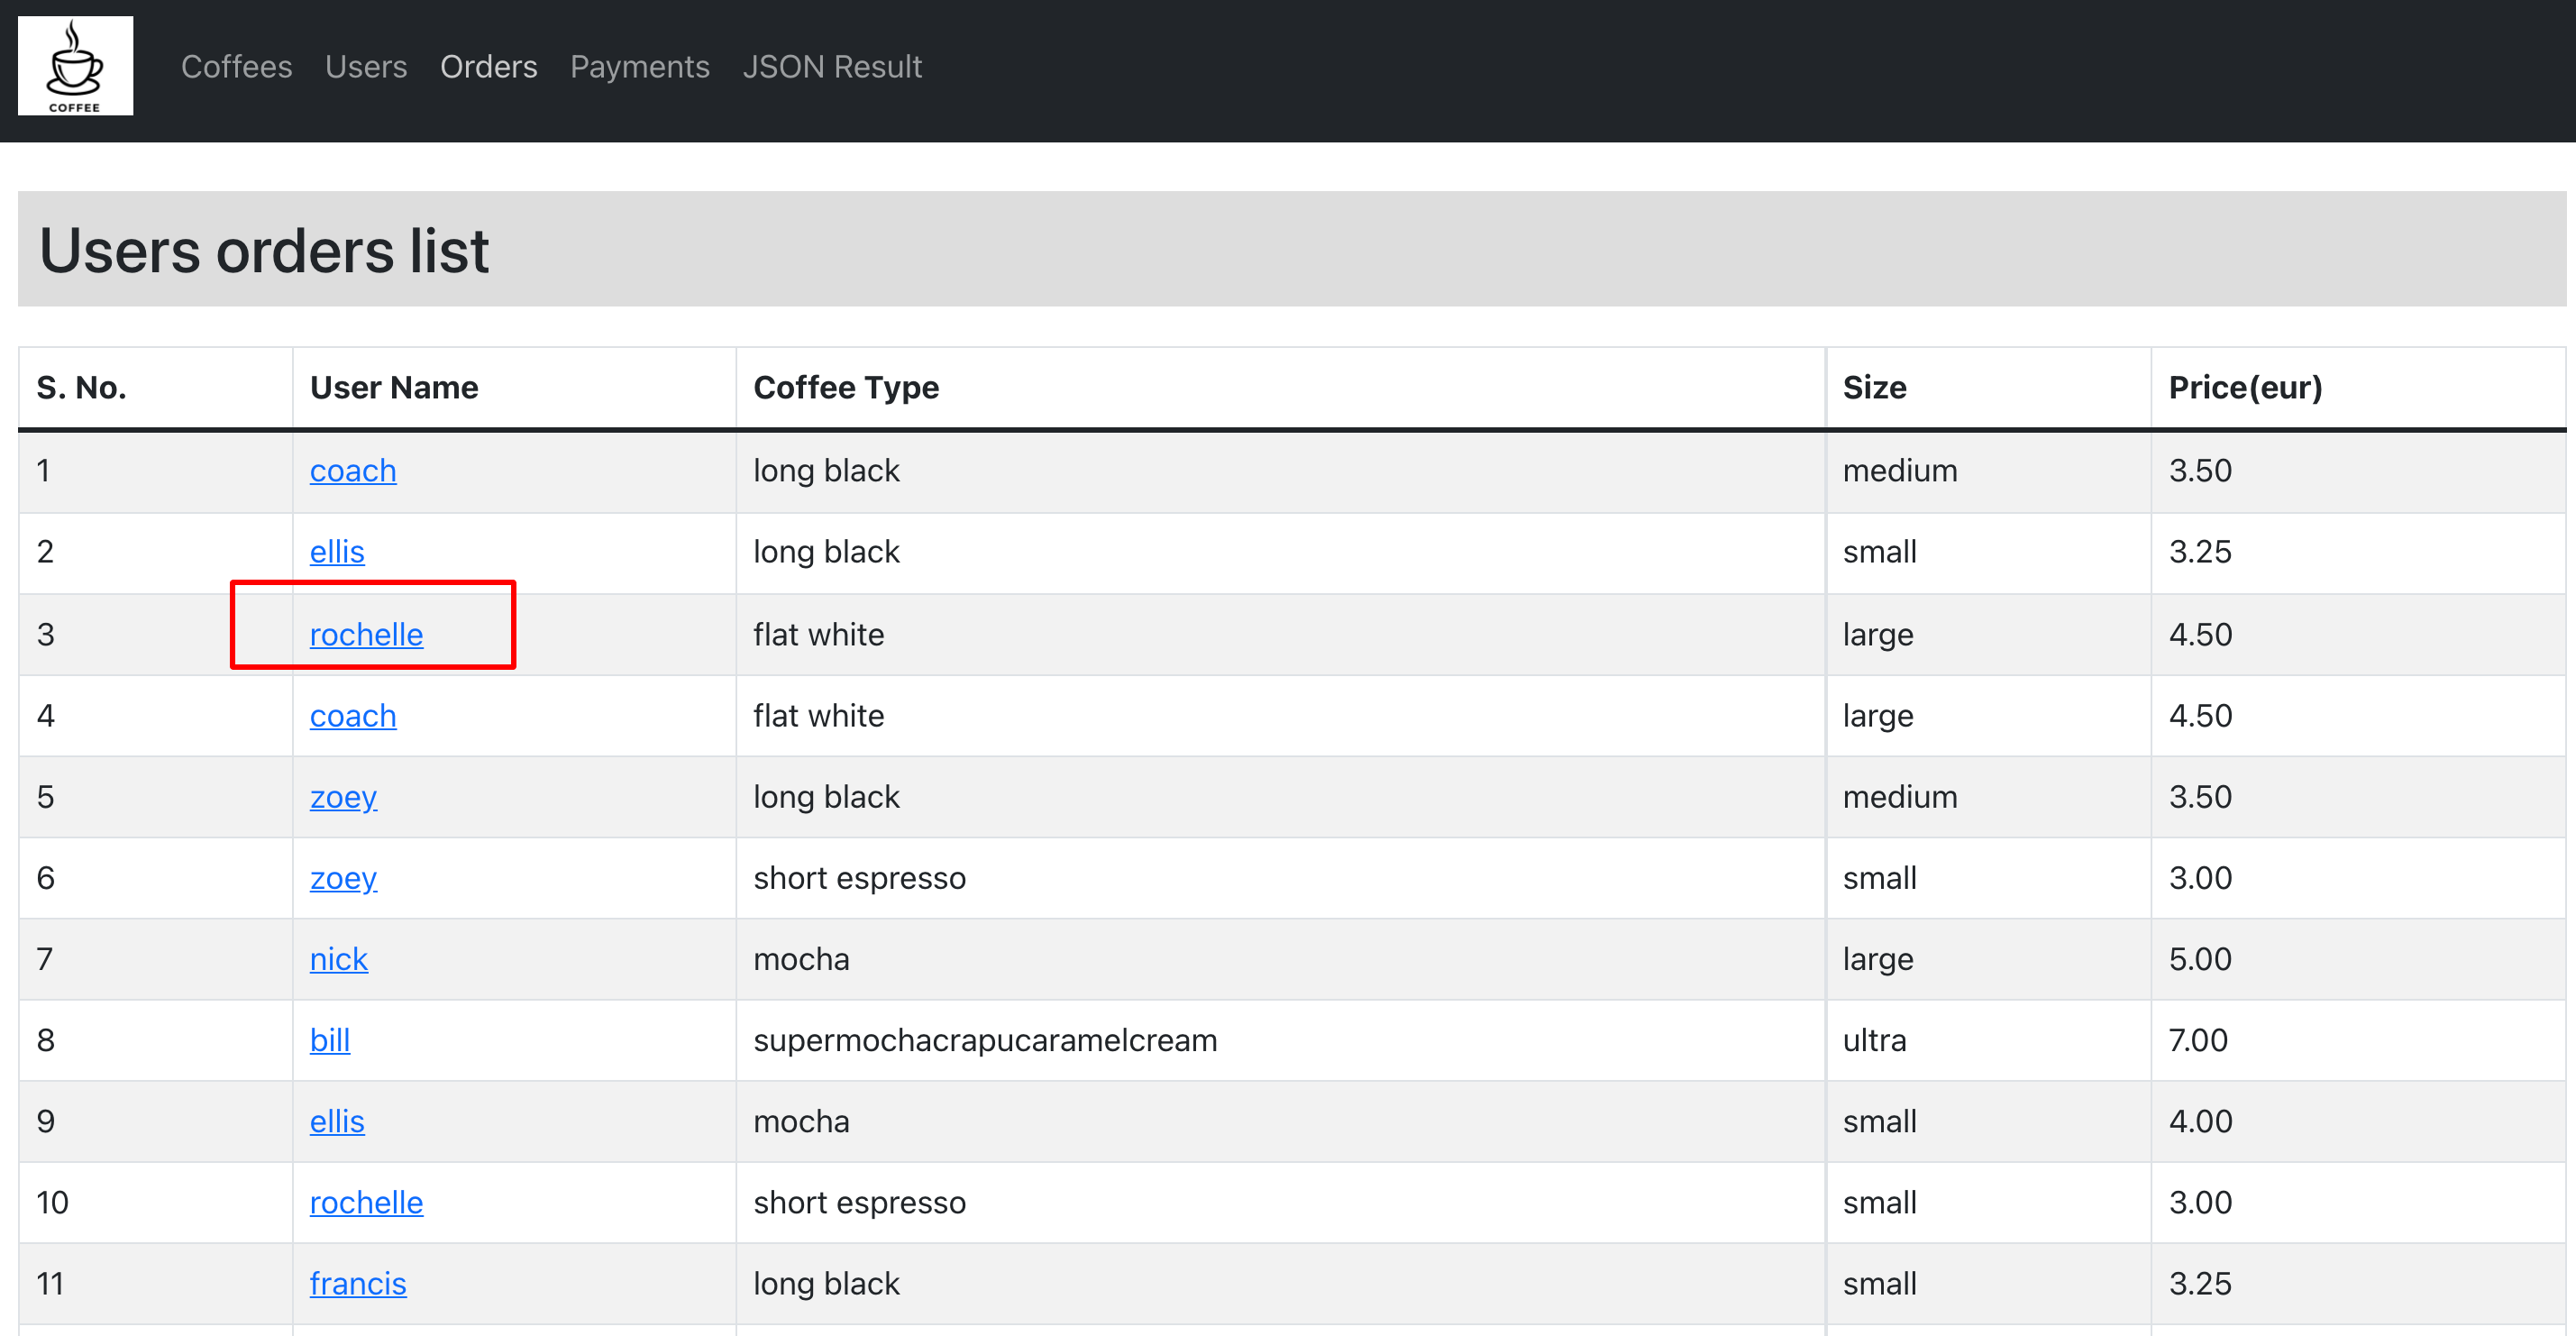 COFFEE
Coffees Users Orders Payments JSON Result
Users orders list
S. No. User Name Coffee Type Size Price(eur)
1 coach long black medium 3.50
2 ellis long black small 3.25
3 rochelle flat white large 4.50
4 coach flat white large 4.50
5 zoey long black medium 3.50
6 zoey short espresso small 3.00
7 nick mocha large 5.00
8 bill supermochacrapucaramelcream ultra 7.00
9 ellis mocha small 4.00
10 rochelle short espresso small 3.00
11 francis long black small 3.25